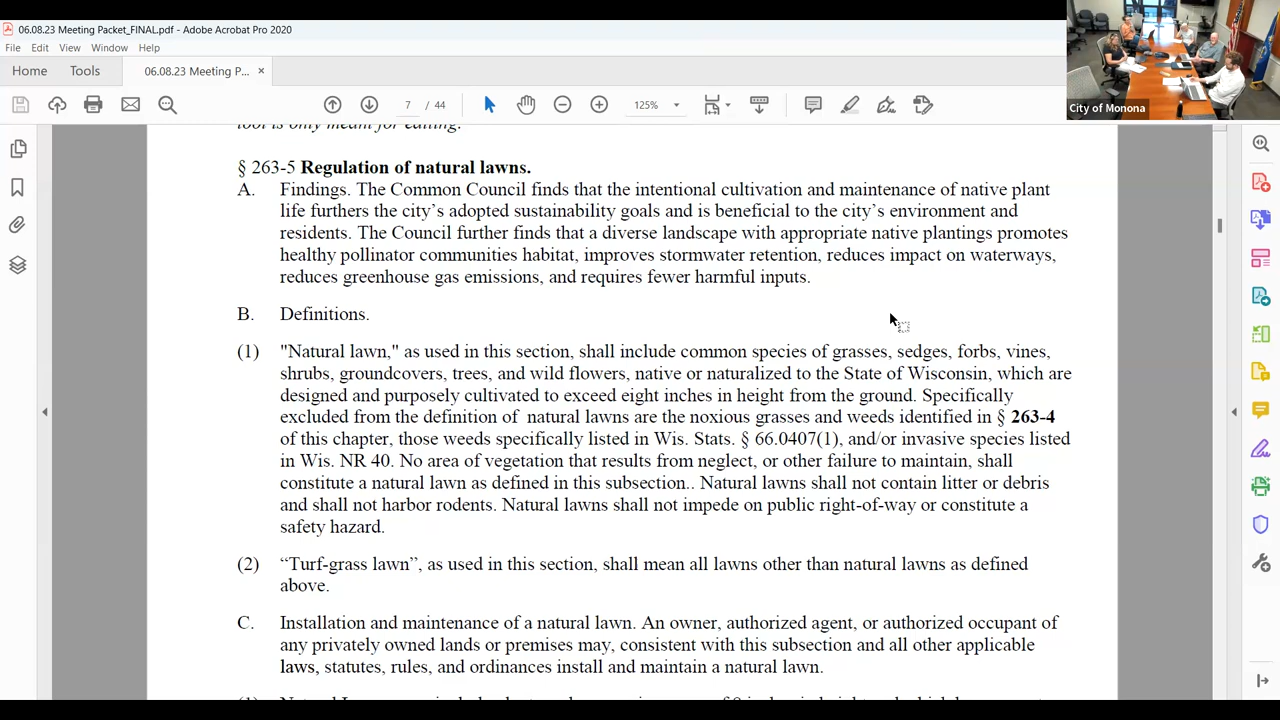 06.08.23 Meeting Packet_FINAL.pdf - Adobe Acrobat Pro 2020
File Edit View Window Help
Home Tools 06.08.23 Meeting P... ×
7 / 44 125%
City of Monona
tool is only meant for editing.
§ 263-5 Regulation of natural lawns.
A. Findings. The Common Council finds that the intentional cultivation and maintenance of native plant
life furthers the city’s adopted sustainability goals and is beneficial to the city’s environment and
residents. The Council further finds that a diverse landscape with appropriate native plantings promotes
healthy pollinator communities habitat, improves stormwater retention, reduces impact on waterways,
reduces greenhouse gas emissions, and requires fewer harmful inputs.
B. Definitions.
(1) "Natural lawn," as used in this section, shall include common species of grasses, sedges, forbs, vines,
shrubs, groundcovers, trees, and wild flowers, native or naturalized to the State of Wisconsin, which are
designed and purposely cultivated to exceed eight inches in height from the ground. Specifically
excluded from the definition of natural lawns are the noxious grasses and weeds identified in § 263-4
of this chapter, those weeds specifically listed in Wis. Stats. § 66.0407(1), and/or invasive species listed
in Wis. NR 40. No area of vegetation that results from neglect, or other failure to maintain, shall
constitute a natural lawn as defined in this subsection.. Natural lawns shall not contain litter or debris
and shall not harbor rodents. Natural lawns shall not impede on public right-of-way or constitute a
safety hazard.
(2) “Turf-grass lawn”, as used in this section, shall mean all lawns other than natural lawns as defined
above.
C. Installation and maintenance of a natural lawn. An owner, authorized agent, or authorized occupant of
any privately owned lands or premises may, consistent with this subsection and all other applicable
laws, statutes, rules, and ordinances install and maintain a natural lawn.